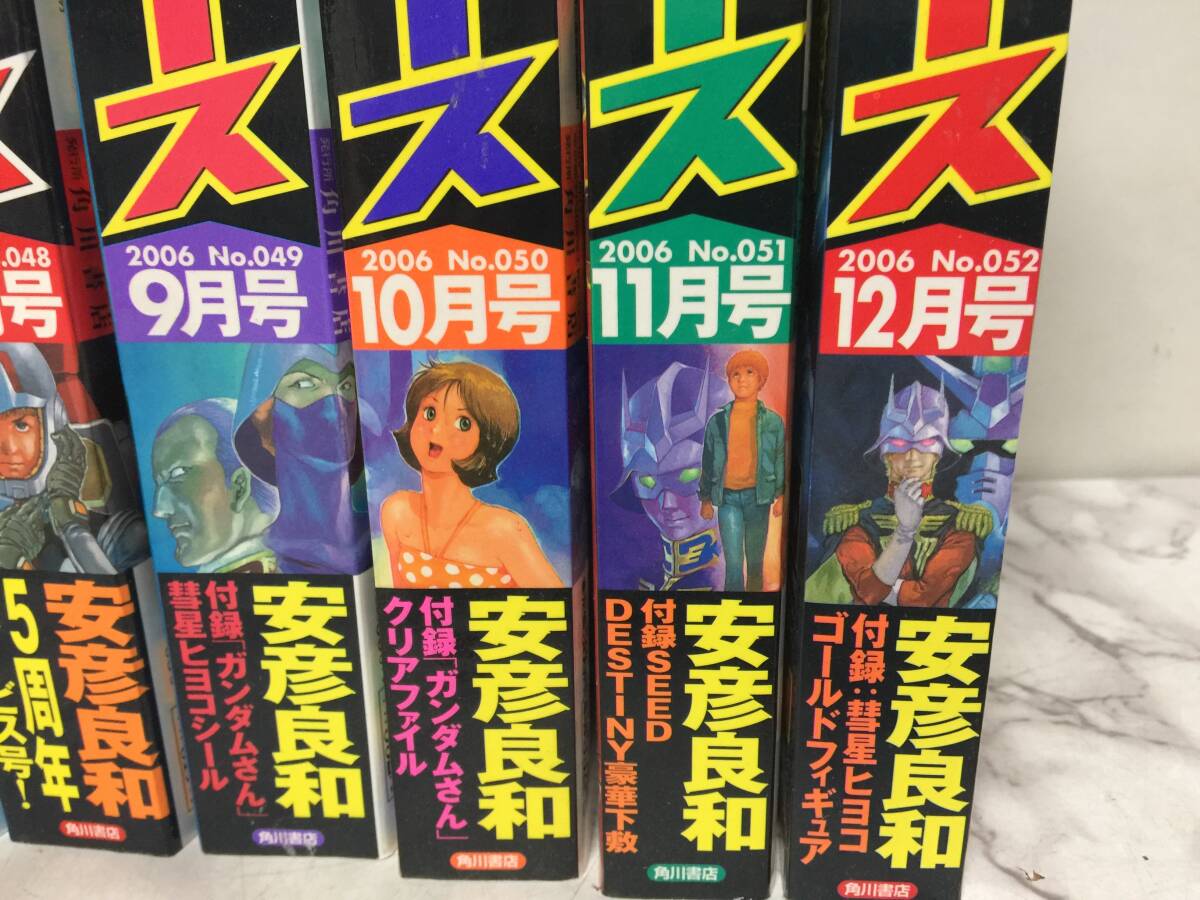 .048
号
安彦良和
5周年
角川書店
ス
2006 No.049
9月号
安彦良和
付録「ガンダムさん」
彗星ヒヨコシール
角川書店
ース
2006 No.050
10月号
安彦良和
付録「ガンダムさん」
クリアファイル
角川書店
ース
2006 No.051
11月号
安彦良和
付録SEED
DESTINY豪華下敷
角川書店
ース
2006 No.052
12月号
安彦良和
付録:彗星ヒヨコ
ゴールドフィギュア
角川書店